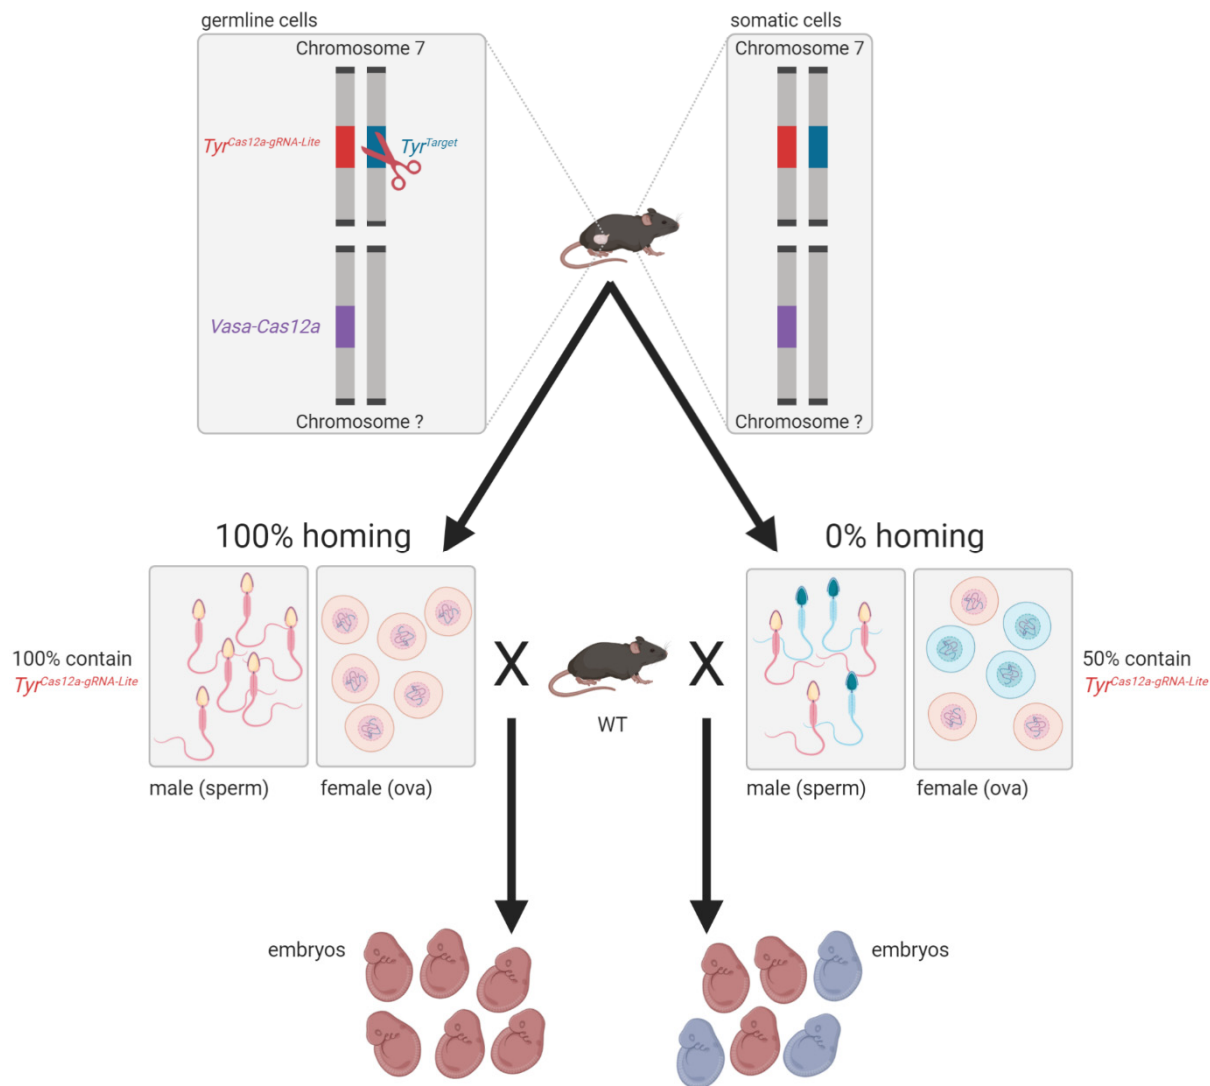 germline cells
somatic cells
Chromosome 7
Chromosome 7
Tyr^Cas12a-gRNA-Lite
Tyr^Target
Vasa-Cas12a
Chromosome ?
Chromosome ?
100% homing
0% homing
100% contain
Tyr^Cas12a-gRNA-Lite
X
X
50% contain
Tyr^Cas12a-gRNA-Lite
WT
male (sperm)
female (ova)
male (sperm)
female (ova)
embryos
embryos